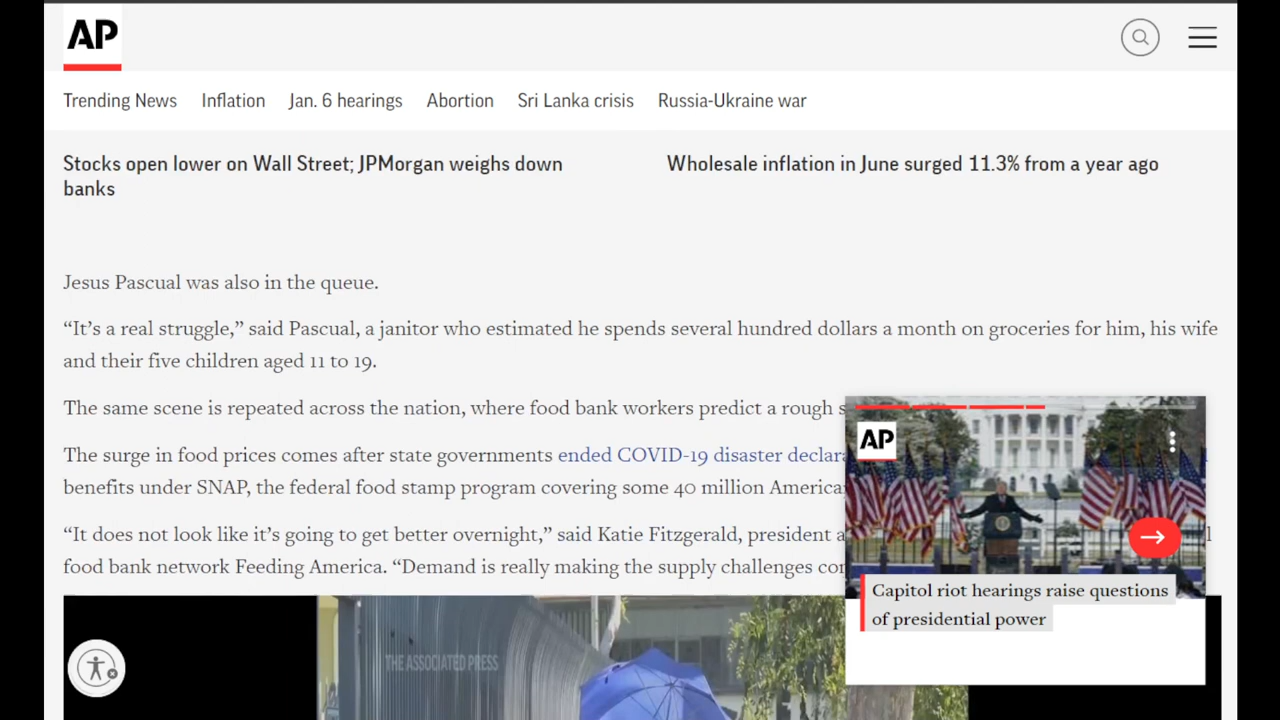 AP
Trending News Inflation Jan. 6 hearings Abortion Sri Lanka crisis Russia-Ukraine war
Stocks open lower on Wall Street; JPMorgan weighs down
banks
Wholesale inflation in June surged 11.3% from a year ago
Jesus Pascual was also in the queue.
“It’s a real struggle,” said Pascual, a janitor who estimated he spends several hundred dollars a month on groceries for him, his wife
and their five children aged 11 to 19.
The same scene is repeated across the nation, where food bank workers predict a rough
The surge in food prices comes after state governments ended COVID-19 disaster
benefits under SNAP, the federal food stamp program covering some 40 million
“It does not look like it’s going to get better overnight,” said Katie Fitzgerald, president
food bank network Feeding America. “Demand is really making the supply challenges
AP
Capitol riot hearings raise questions
of presidential power
THE ASSOCIATED PRESS